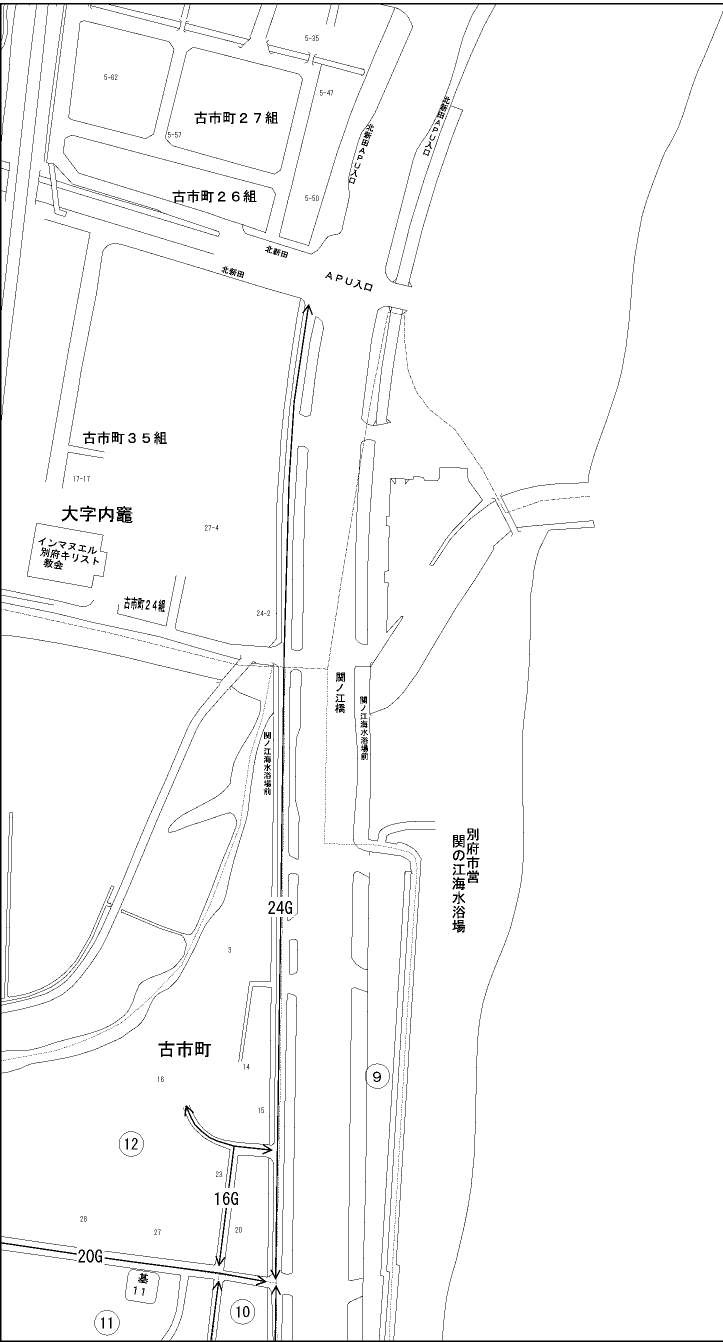 5-35
5-62
5-47
古市町２７組
5-57
北新田ＡＰＵ入口
北新田ＡＰＵ入口
古市町２６組
5-50
北新田
北新田
ＡＰＵ入口
古市町３５組
17-17
大字内竈
27-4
インマヌエル
別府キリスト
教会
古市町２４組
24-2
関ノ江橋
関ノ江海水浴場前
関ノ江海水浴場前
別府市営
関の江海水浴場
24G
3
古市町
14
16
9
15
12
23
16G
28
27
20
20G
基
11
10
11